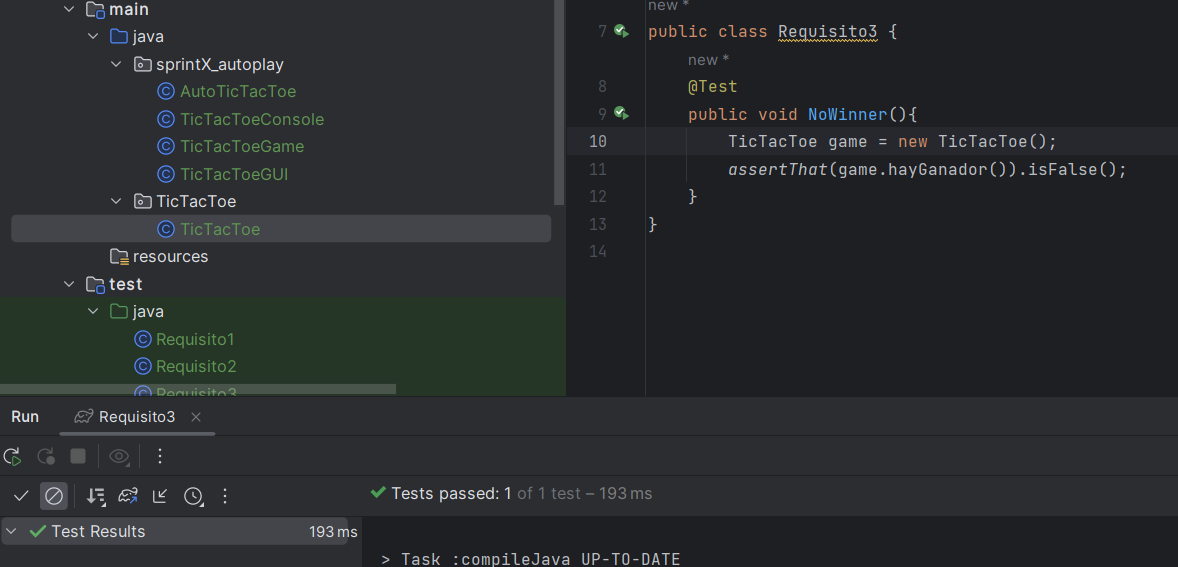 main
java
sprintX_autoplay
AutoTicTacToe
TicTacToeConsole
TicTacToeGame
TicTacToeGUI
TicTacToe
TicTacToe
resources
test
java
Requisito1
Requisito2
Requisito3
new *
7 public class Requisito3 {
new *
8 @Test
9 public void NoWinner(){
10 TicTacToe game = new TicTacToe();
11 assertThat(game.hayGanador()).isFalse();
12 }
13 }
14
Run Requisito3
Tests passed: 1 of 1 test – 193 ms
Test Results 193 ms
> Task :compileJava UP-TO-DATE